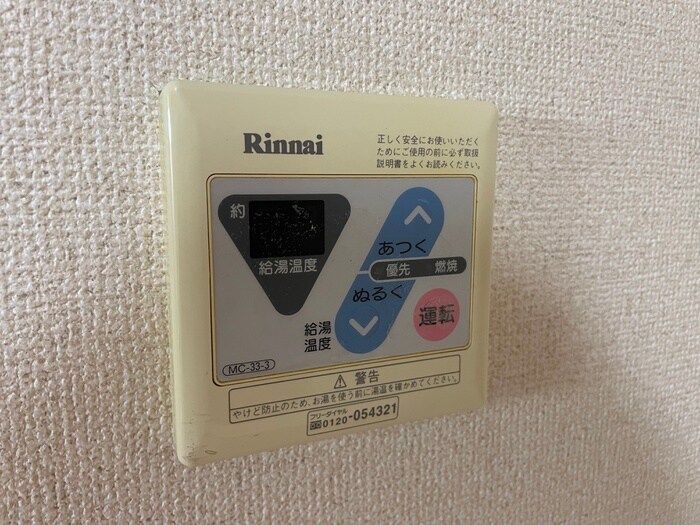 Rinnai
正しく安全にお使いいただく
ためにご使用の前に必ず取扱
説明書をよくお読みください。
約
給湯温度
あつく
優先 燃焼
ぬるく
給湯
温度
運転
MC-33-3
⚠警告
やけど防止のため、お湯を使う前に湯温を確かめてください。
フリーダイヤル
0120-054321